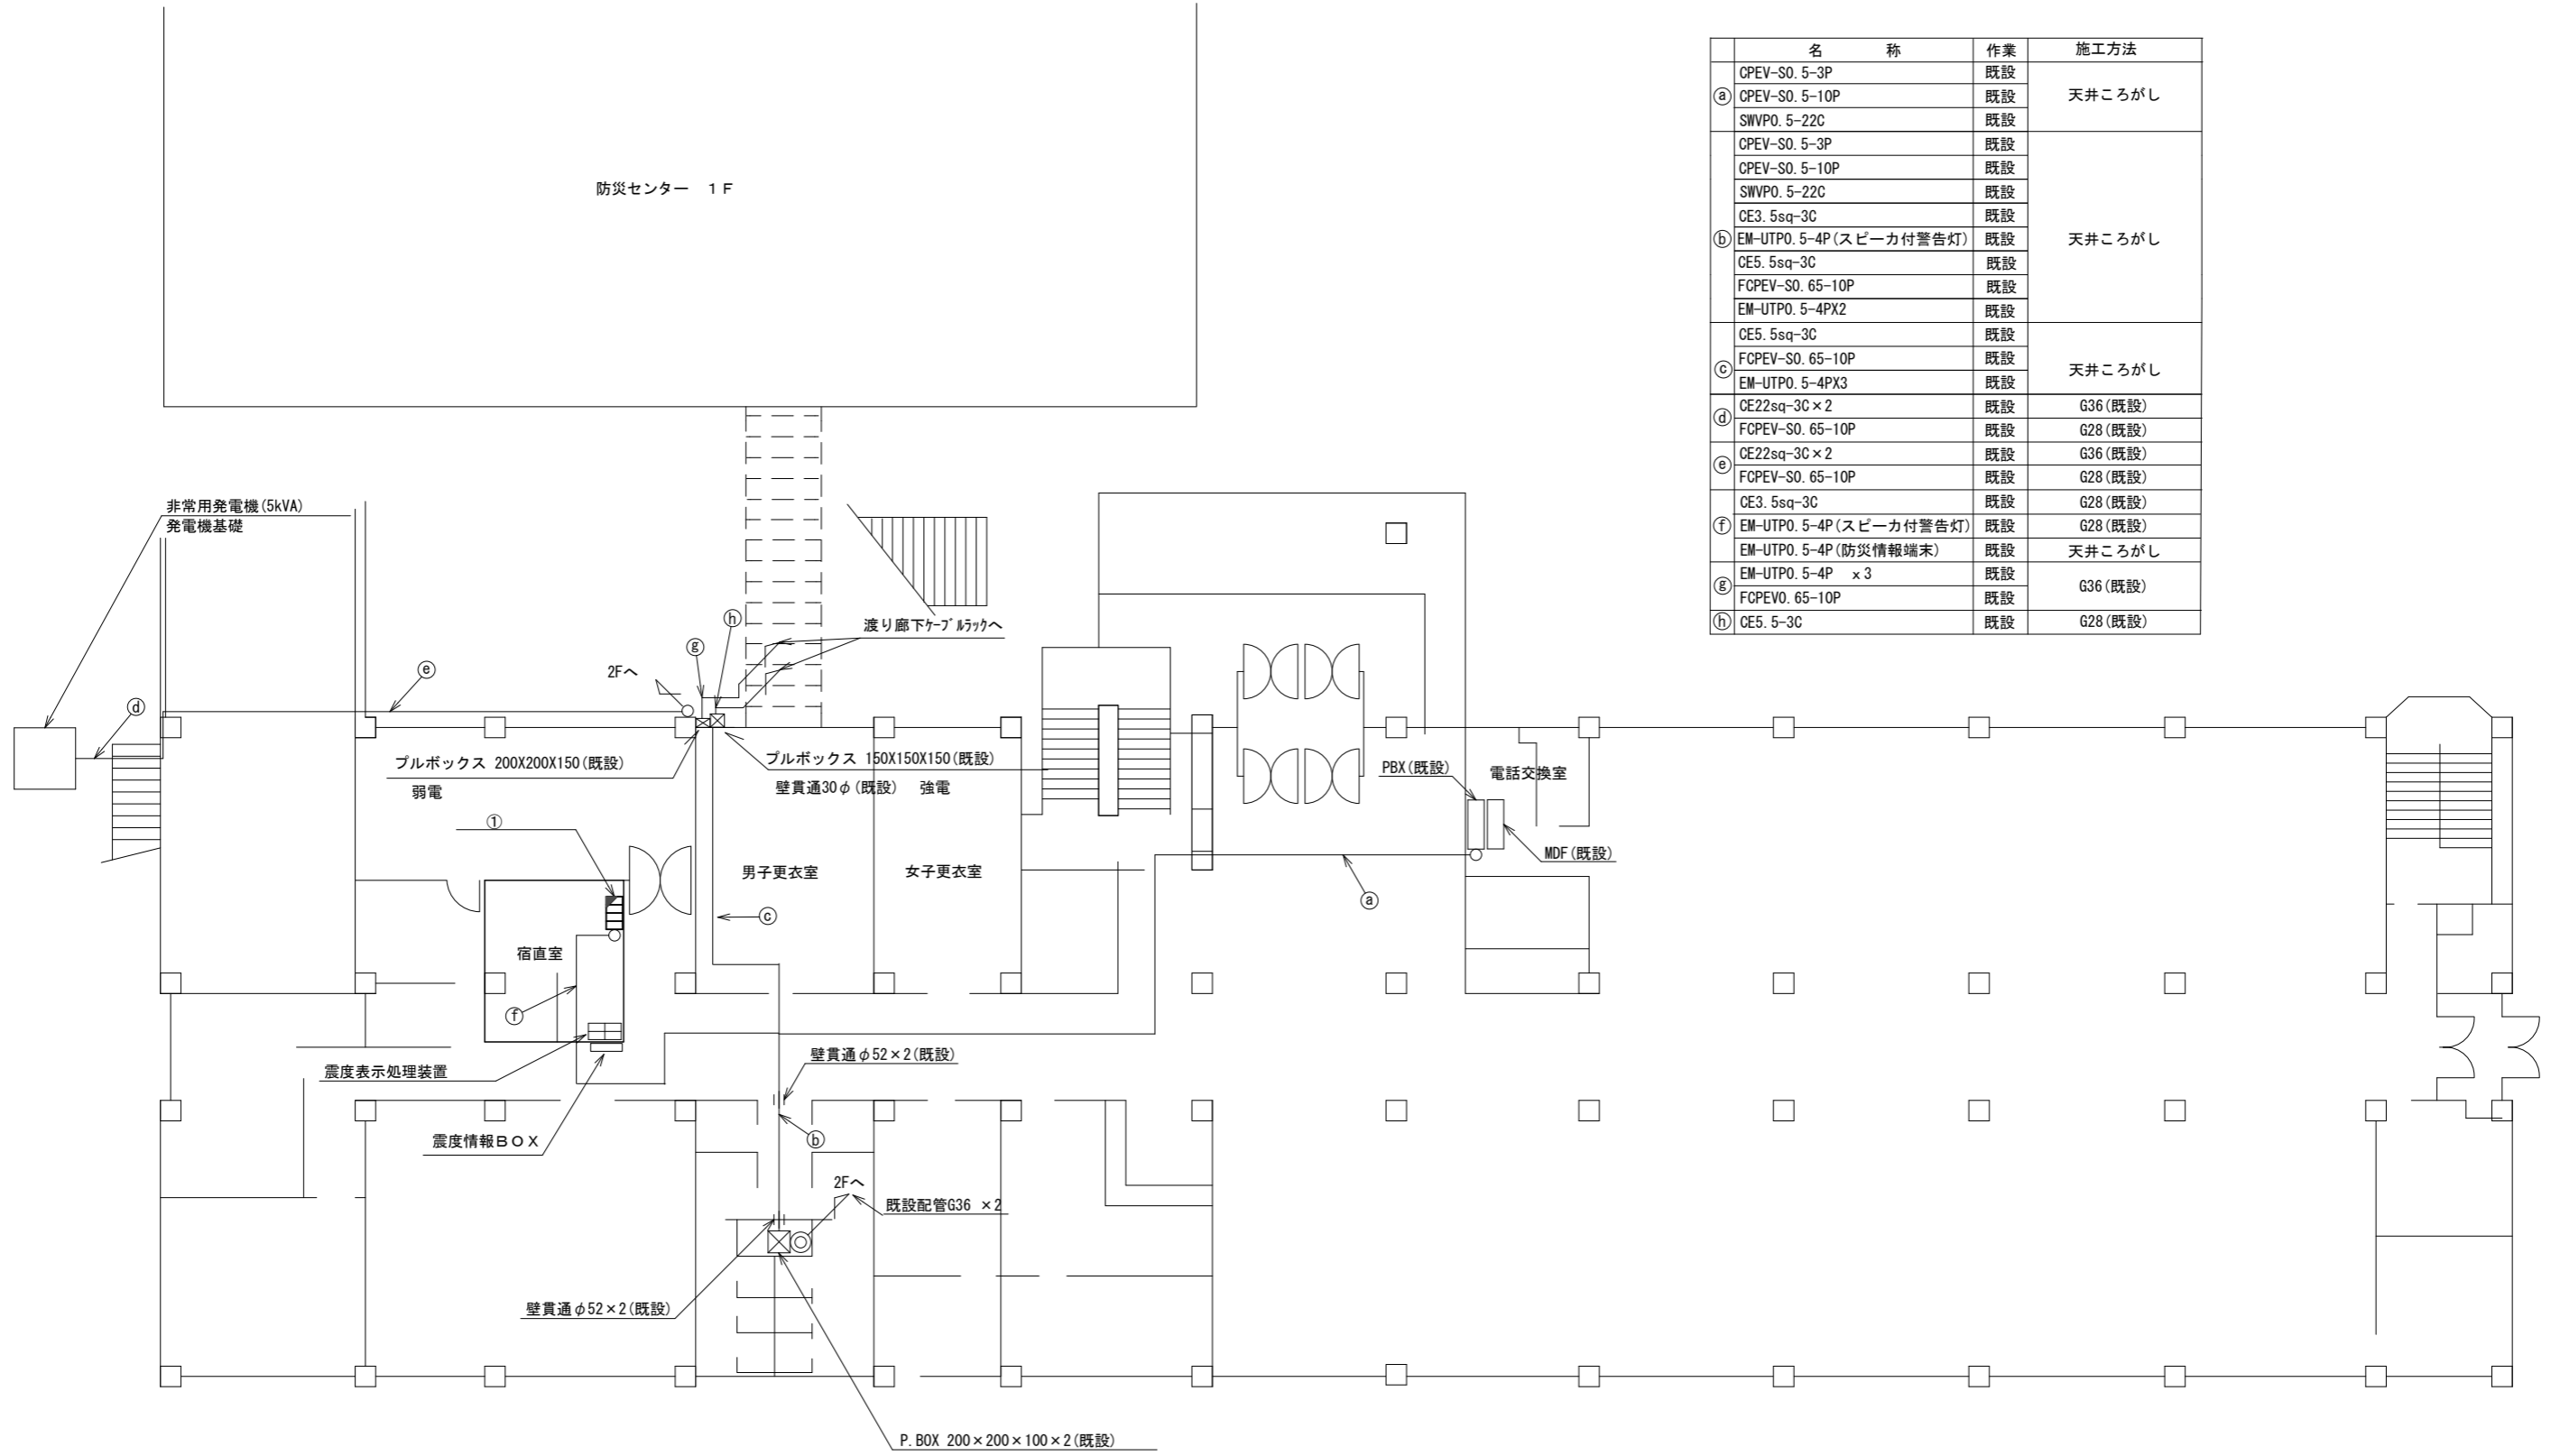 名 称 作業 施工方法
ⓐ CPEV-S0.5-3P 既設 天井ころがし
CPEV-S0.5-10P 既設
SWVP0.5-22C 既設
ⓑ CPEV-S0.5-3P 既設 天井ころがし
CPEV-S0.5-10P 既設
SWVP0.5-22C 既設
CE3.5sq-3C 既設
EM-UTP0.5-4P(スピーカ付警告灯) 既設
CE5.5sq-3C 既設
FCPEV-S0.65-10P 既設
EM-UTP0.5-4PX2 既設
ⓒ CE5.5sq-3C 既設 天井ころがし
FCPEV-S0.65-10P 既設
EM-UTP0.5-4PX3 既設
ⓓ CE22sq-3C×2 既設 G36(既設)
FCPEV-S0.65-10P 既設 G28(既設)
ⓔ CE22sq-3C×2 既設 G36(既設)
FCPEV-S0.65-10P 既設 G28(既設)
ⓕ CE3.5sq-3C 既設 G28(既設)
EM-UTP0.5-4P(スピーカ付警告灯) 既設 G28(既設)
EM-UTP0.5-4P(防災情報端末) 既設 天井ころがし
ⓖ EM-UTP0.5-4P x3 既設 G36(既設)
FCPEV0.65-10P 既設
ⓗ CE5.5-3C 既設 G28(既設)
防災センター 1F
非常用発電機(5kVA)
発電機基礎
ⓗ
渡り廊下ｹｰﾌﾞﾙﾗｯｸへ
ⓖ
2Fへ
ⓔ
ⓓ
プルボックス 200X200X150(既設)
弱電
プルボックス 150X150X150(既設)
壁貫通30φ(既設) 強電
PBX(既設)
電話交換室
MDF(既設)
①
男子更衣室
女子更衣室
ⓐ
ⓒ
宿直室
ⓕ
震度表示処理装置
壁貫通φ52×2(既設)
震度情報BOX
ⓑ
2Fへ
既設配管G36 ×2
壁貫通φ52×2(既設)
P.BOX 200×200×100×2(既設)